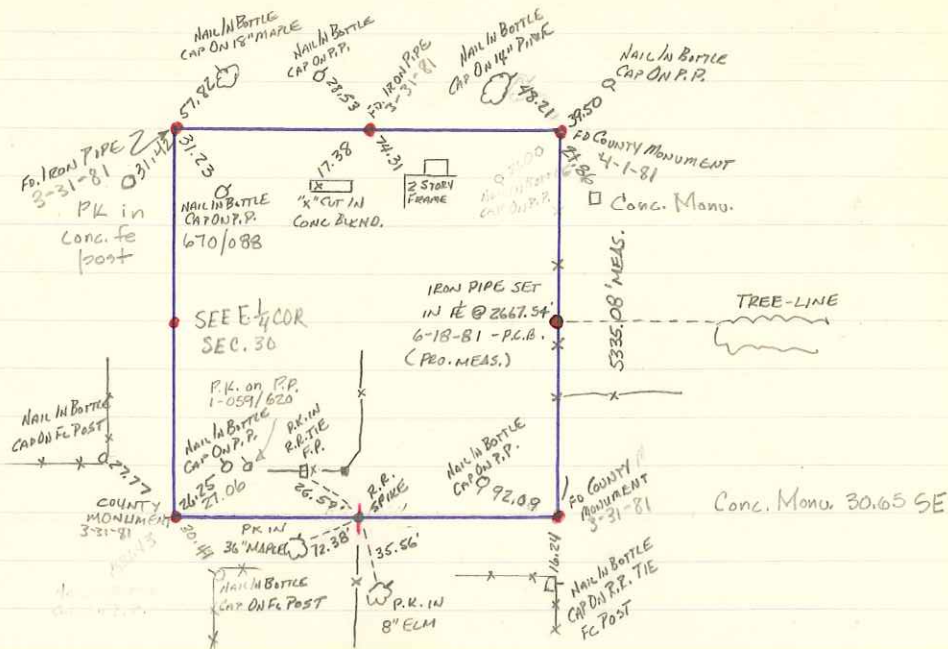 NAIL IN BOTTLE
CAP ON 18" MAPLE
57.82
NAIL IN BOTTLE
CAP ON P.P.
28.53
FD. IRON PIPE
3-31-81
74.31
NAIL IN BOTTLE
CAP ON 14"
48.21
NAIL IN BOTTLE
CAP ON P.P.
39.50
FD COUNTY MONUMENT
4-1-81
Conc. Monu.
FD. IRON PIPE
3-31-81
31.42
PK in
Conc. fe
post
31.23
NAIL IN BOTTLE
CAP ON P.P.
670/088
17.38
X
"X" CUT IN
CONC BLKND.
2 STORY
FRAME
CAP ON P.P.
5335.08' MEAS.
SEE E 1/4 COR
SEC. 30
IRON PIPE SET
IN FE @ 2667.54'
6-18-81 - P.C.B.
(PRO. MEAS.)
TREE-LINE
NAIL IN BOTTLE
CAP ON FC POST
27.77
P.K. on P.P.
1-059/620
NAIL IN BOTTLE
CAP ON P.P.
26.25
27.06
P.K. IN
R.R. TIE
F.P.
26.59'
R.R.
SPIKE
NAIL IN BOTTLE
CAP ON P.P.
92.09
FD COUNTY
MONUMENT
3-31-81
Conc. Monu. 30.65 SE
COUNTY
MONUMENT
3-31-81
30.41
NAIL IN BOTTLE
CAP ON FC POST
PK IN
36" MAPLE
72.38'
35.56'
P.K. IN
8" ELM
16.24
NAIL IN BOTTLE
CAP ON R.R. TIE
FC POST